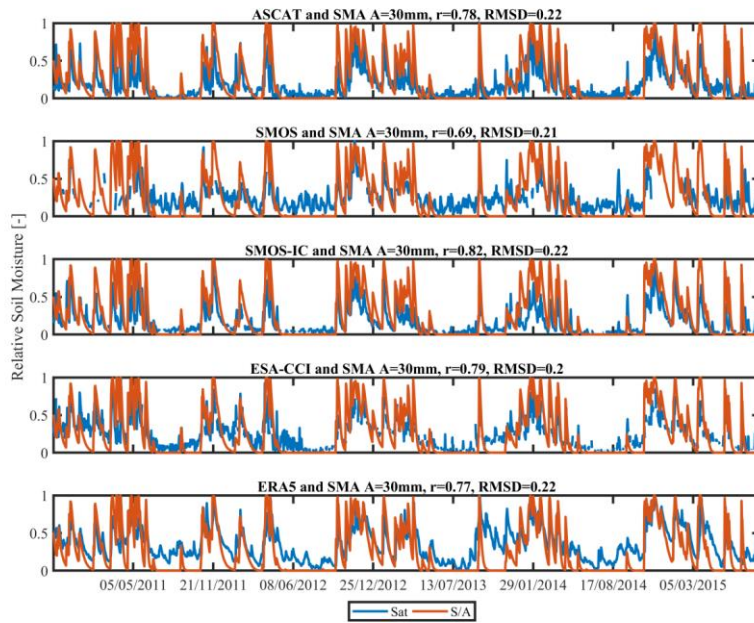 ASCAT and SMA A=30mm, r=0.78, RMSD=0.22
1
0.5
0
SMOS and SMA A=30mm, r=0.69, RMSD=0.21
1
0.5
0
SMOS-IC and SMA A=30mm, r=0.82, RMSD=0.22
1
0.5
0
Relative Soil Moisture [-]
ESA-CCI and SMA A=30mm, r=0.79, RMSD=0.2
1
0.5
0
ERA5 and SMA A=30mm, r=0.77, RMSD=0.22
1
0.5
0
05/05/2011 21/11/2011 08/06/2012 25/12/2012 13/07/2013 29/01/2014 17/08/2014 05/03/2015
Sat S/A